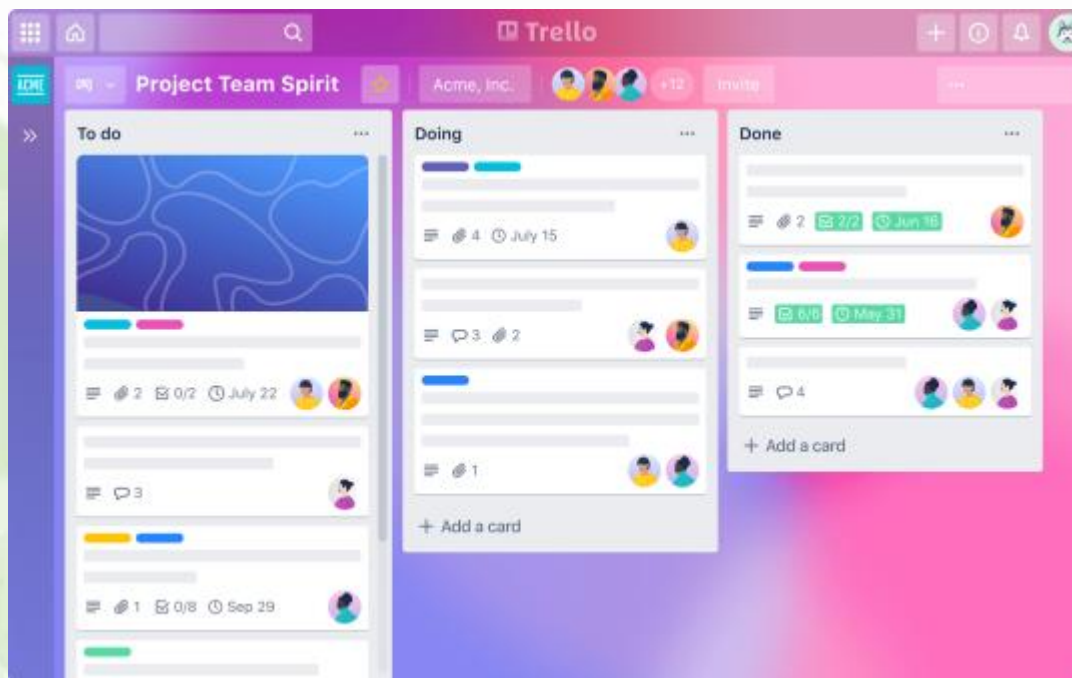 Trello
ACME
Project Team Spirit
Acme, Inc.
+12
Invite
To do
2 0/2 July 22
3
1 0/8 Sep 29
Doing
4 July 15
3 2
1
+ Add a card
Done
2 2/2 Jun 16
6/6 May 31
4
+ Add a card